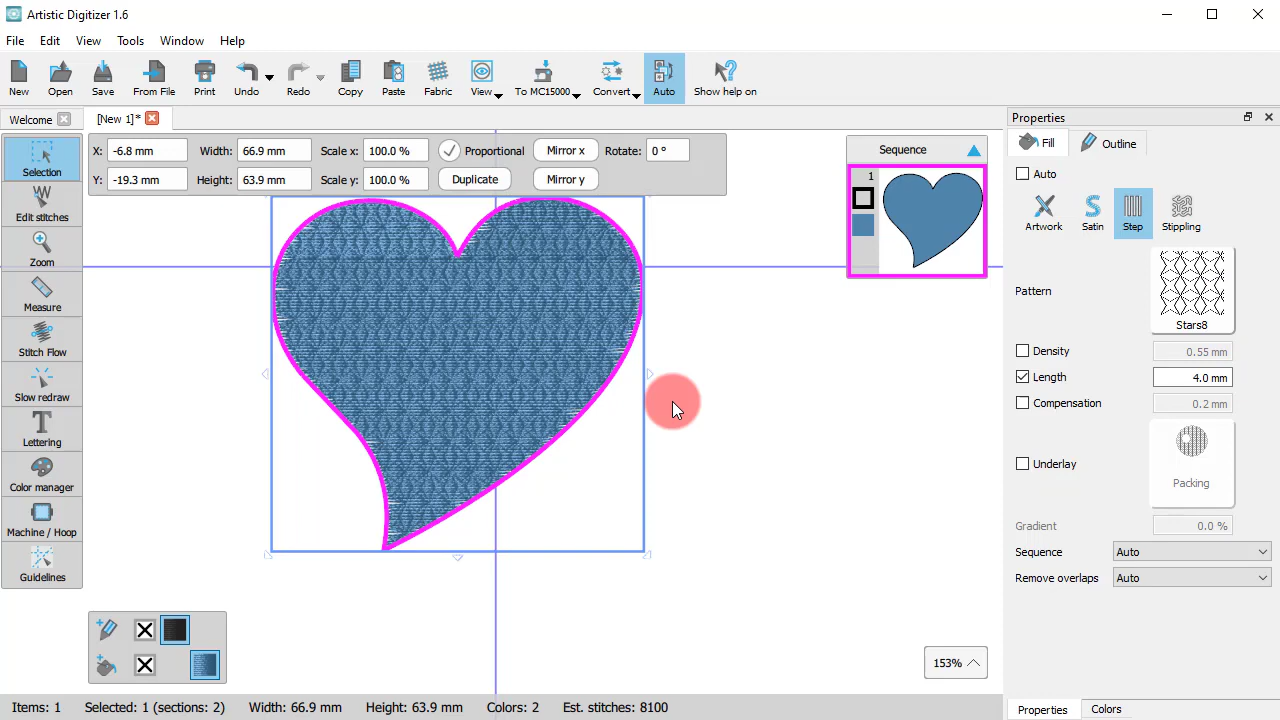 Artistic Digitizer 1.6
File Edit View Tools Window Help
New Open Save From File Print Undo Redo Copy Paste Fabric View To MC15000 Convert Auto Show help on
Welcome [New 1]*
Properties
X: -6.8 mm Width: 66.9 mm Scale x: 100.0 % Proportional Mirror x Rotate: 0 °
Y: -19.3 mm Height: 63.9 mm Scale y: 100.0 % Duplicate Mirror y
Sequence
1
Fill Outline
Auto
Artwork Satin Step Stippling
Pattern
Stars8
Density 0.55 mm
Length 4.0 mm
Compensation 0.2 mm
Underlay
Packing
Gradient 0.0 %
Sequence Auto
Remove overlaps Auto
Selection
Edit stitches
Zoom
Measure
Stitch Flow
Slow redraw
Lettering
Color manager
Machine / Hoop
Guidelines
153%
Items: 1 Selected: 1 (sections: 2) Width: 66.9 mm Height: 63.9 mm Colors: 2 Est. stitches: 8100
Properties Colors